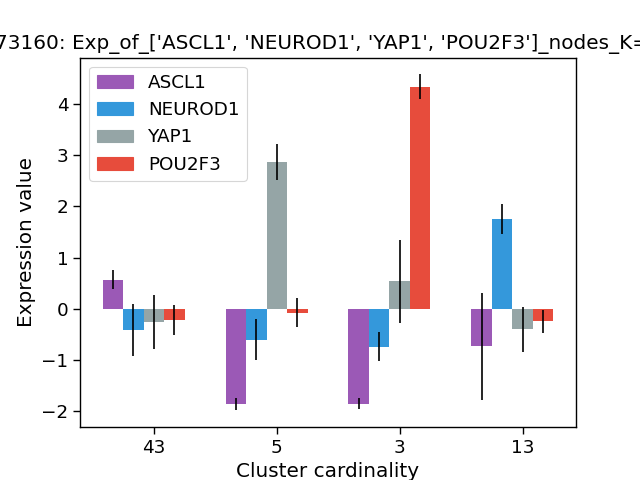 73160: Exp_of_['ASCL1', 'NEUROD1', 'YAP1', 'POU2F3']_nodes_K=
ASCL1
NEUROD1
YAP1
POU2F3
Expression value
4
3
2
1
0
−1
−2
43 5 3 13
Cluster cardinality